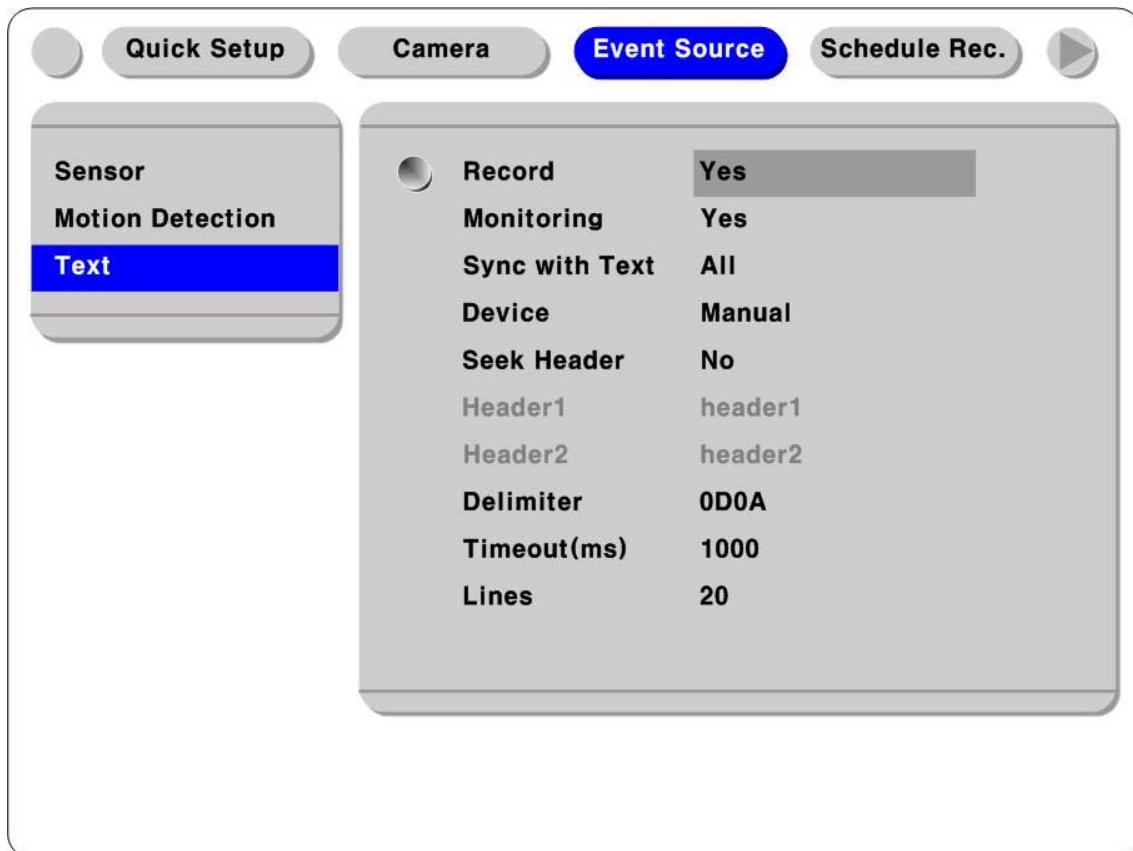 Quick Setup Camera Event Source Schedule Rec.
Sensor
Motion Detection
Text
Record Yes
Monitoring Yes
Sync with Text All
Device Manual
Seek Header No
Header1 header1
Header2 header2
Delimiter 0D0A
Timeout(ms) 1000
Lines 20